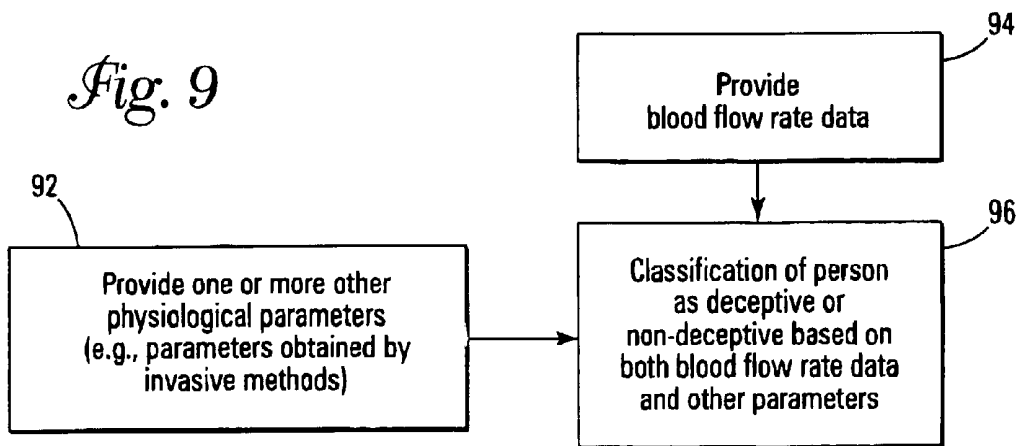 Fig. 9
94
Provide
blood flow rate data
92
Provide one or more other
physiological parameters
(e.g., parameters obtained by
invasive methods)
96
Classification of person
as deceptive or
non-deceptive based on
both blood flow rate data
and other parameters